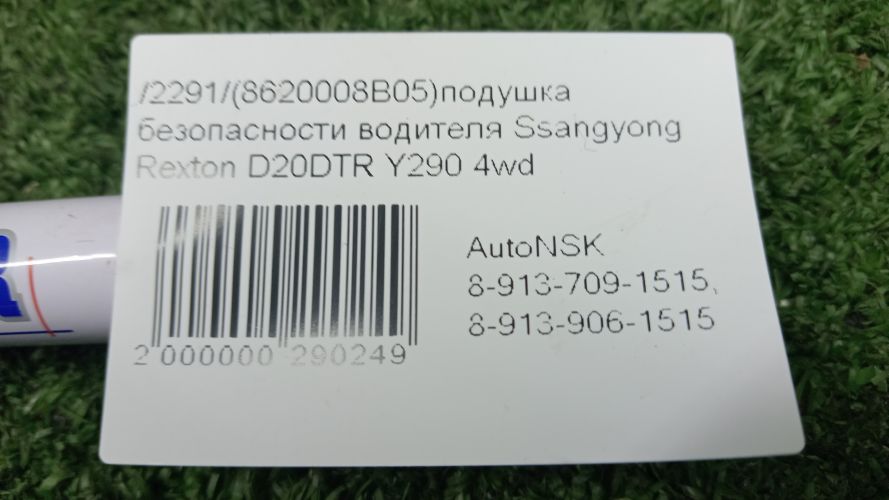 /2291/(8620008B05)подушка
безопасности водителя Ssangyong
Rexton D20DTR Y290 4wd
AutoNSK
8-913-709-1515,
8-913-906-1515
2 000000 290249